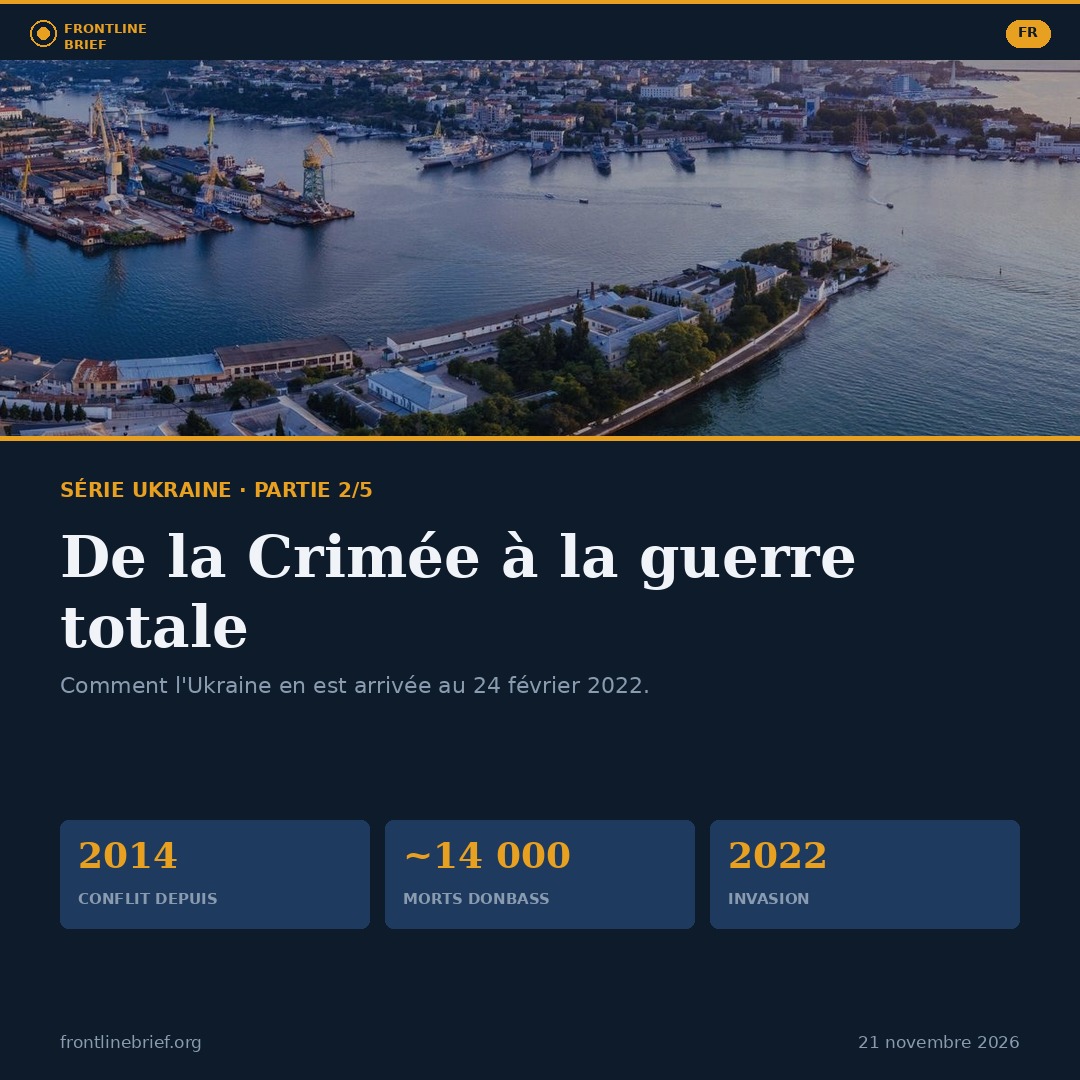 FRONTLINE
BRIEF
FR
SÉRIE UKRAINE · PARTIE 2/5
De la Crimée à la guerre
totale
Comment l'Ukraine en est arrivée au 24 février 2022.
2014
CONFLIT DEPUIS
~14 000
MORTS DONBASS
2022
INVASION
frontlinebrief.org
21 novembre 2026